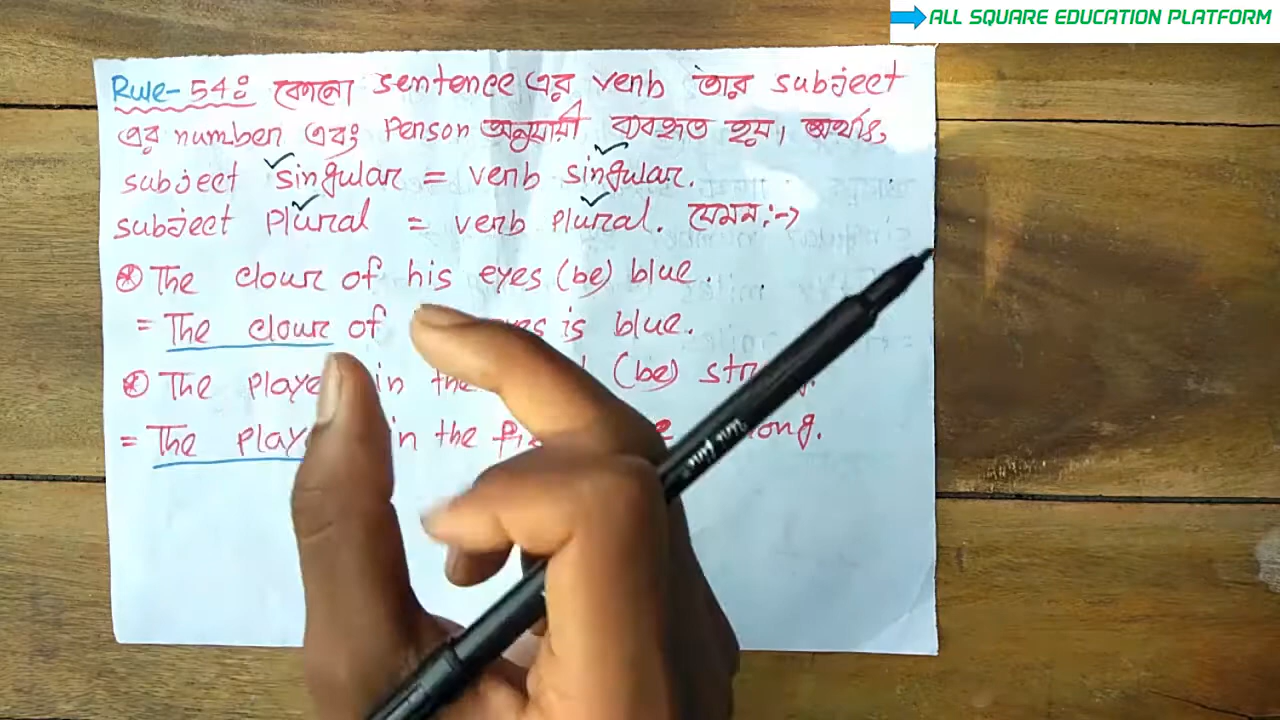 ALL SQUARE EDUCATION PLATFORM
Rule- 54: কোনো sentence এর verb তার subject
এর number এবং Person অনুযায়ী ব্যবহৃত হয়, অর্থাৎ,
subject singular = verb singular.
subject Plural = verb Plural. যেমন:→
The clour of his eyes (be) blue.
= The clour of is blue.
The in the (be)
= The in the